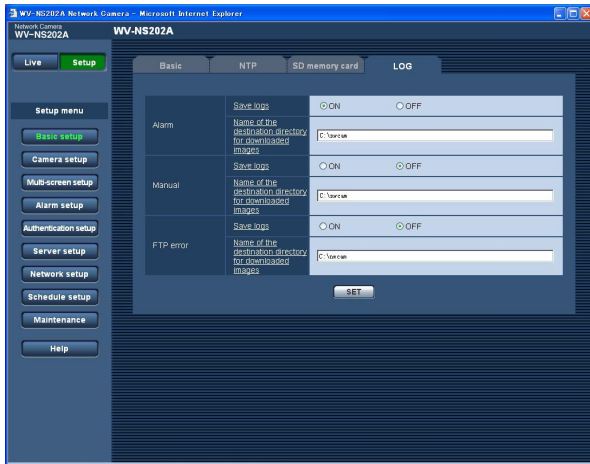 WV-NS202A Network Camera - Microsoft Internet Explorer
Network Camera
WV-NS202A
WV-NS202A
Live
Setup
Setup menu
Basic setup
Camera setup
Multi-screen setup
Alarm setup
Authentication setup
Server setup
Network setup
Schedule setup
Maintenance
Help
Basic
NTP
SD memory card
LOG
Alarm
Save logs
ON
OFF
Name of the
destination directory
for downloaded
images
C:\nwcam
Manual
Save logs
ON
OFF
Name of the
destination directory
for downloaded
images
C:\nwcam
FTP error
Save logs
ON
OFF
Name of the
destination directory
for downloaded
images
C:\nwcam
SET